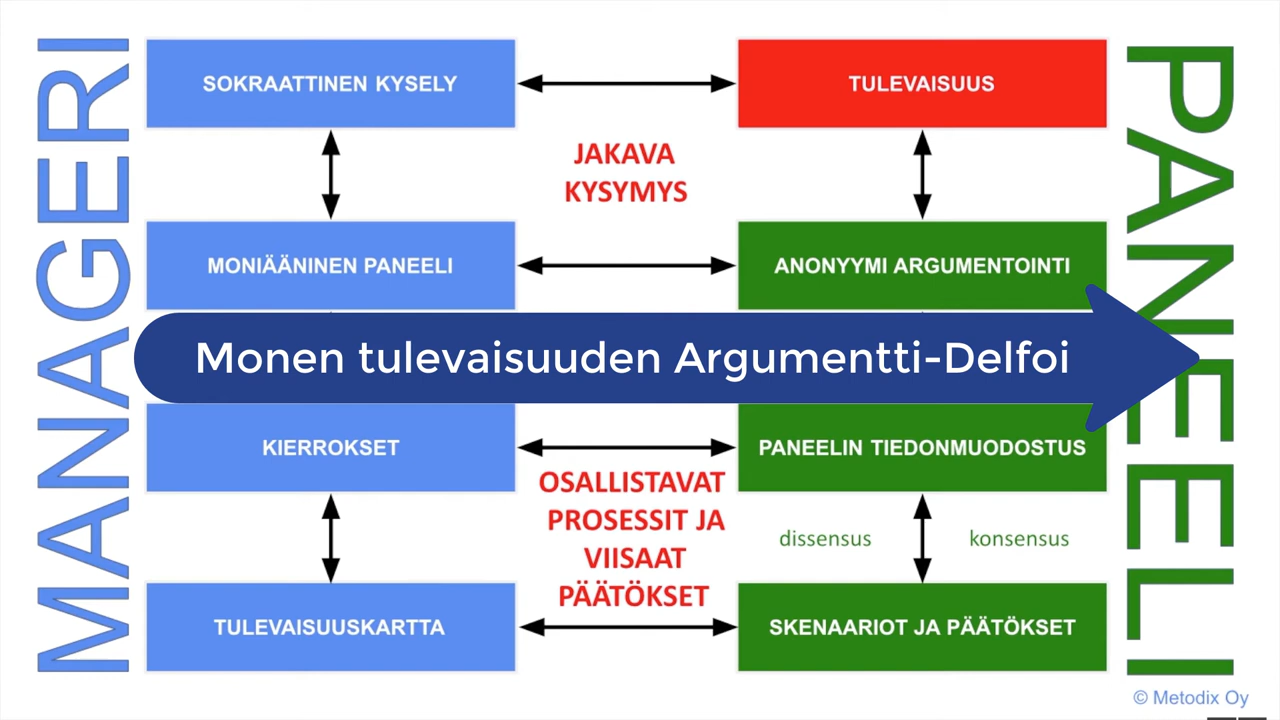 MANAGERI
SOKRAATTINEN KYSELY
TULEVAISUUS
JAKAVA
KYSYMYS
MONIÄÄNINEN PANEELI
ANONYYMI ARGUMENTOINTI
Monen tulevaisuuden Argumentti-Delfoi
KIERROKSET
PANEELIN TIEDONMUODOSTUS
OSALLISTAVAT
PROSESSIT JA
VIISAAT
PÄÄTÖKSET
dissensus
konsensus
TULEVAISUUSKARTTA
SKENAARIOT JA PÄÄTÖKSET
PANEELI
© Metodix Oy